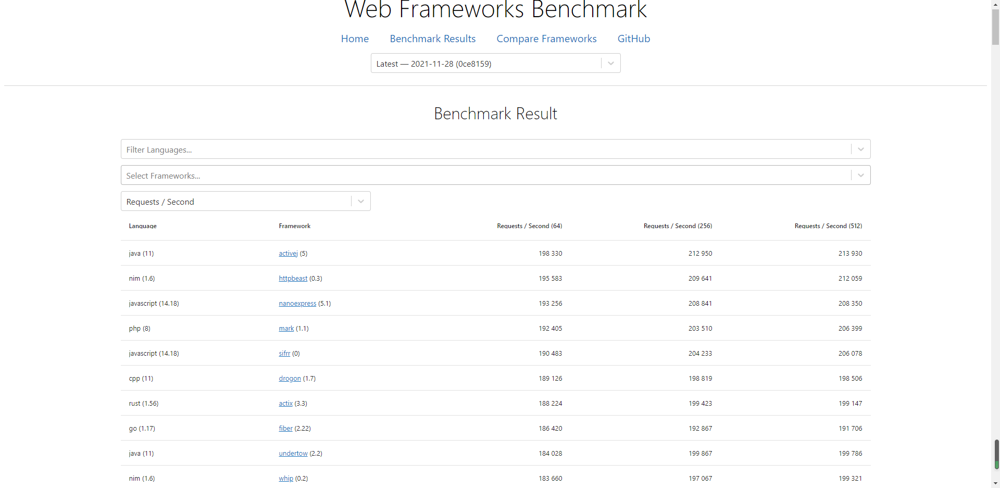 Web Frameworks Benchmark
Home Benchmark Results Compare Frameworks GitHub
Latest — 2021-11-28 (0ce8159)
Benchmark Result
Filter Languages...
Select Frameworks...
Requests / Second
Language Framework Requests / Second (64) Requests / Second (256) Requests / Second (512)
java (11) activej (5) 198 330 212 950 213 930
nim (1.6) httpbeast (0.3) 195 583 209 641 212 059
javascript (14.18) nanoexpress (5.1) 193 256 208 841 208 350
php (8) mark (1.1) 192 405 203 510 206 399
javascript (14.18) sifrr (0) 190 483 204 233 206 078
cpp (11) drogon (1.7) 189 126 198 819 198 506
rust (1.56) actix (3.3) 188 224 199 423 199 147
go (1.17) fiber (2.22) 186 420 192 867 191 706
java (11) undertow (2.2) 184 028 199 867 199 786
nim (1.6) whip (0.2) 183 660 197 067 199 321